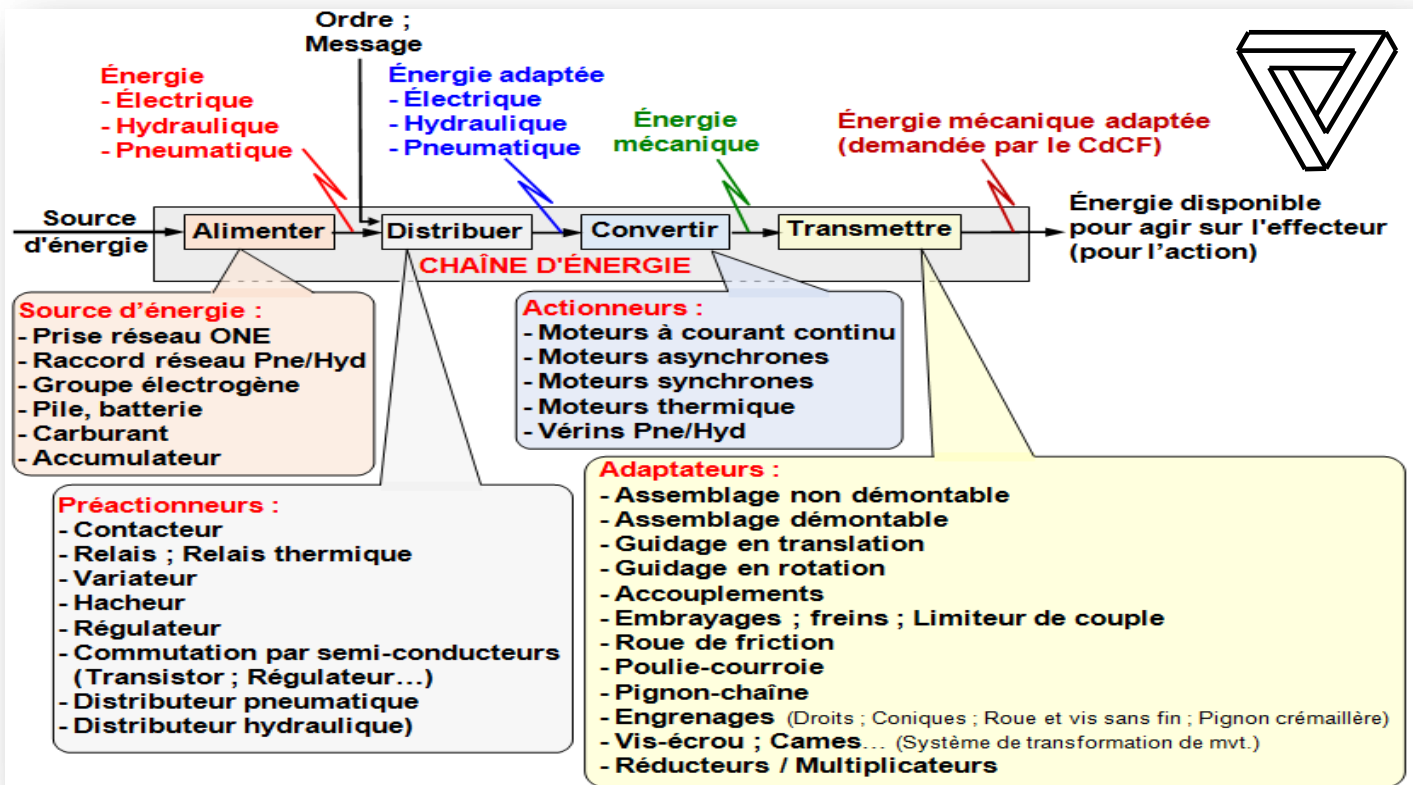 Ordre ;
Message
Énergie
- Électrique
- Hydraulique
- Pneumatique
Énergie adaptée
- Électrique
- Hydraulique
- Pneumatique
Énergie
mécanique
Énergie mécanique adaptée
(demandée par le CdCF)
Source
d'énergie
Alimenter
Distribuer
Convertir
Transmettre
Énergie disponible
pour agir sur l'effecteur
(pour l'action)
CHAÎNE D'ÉNERGIE
Source d'énergie :
- Prise réseau ONE
- Raccord réseau Pne/Hyd
- Groupe électrogène
- Pile, batterie
- Carburant
- Accumulateur
Préactionneurs :
- Contacteur
- Relais ; Relais thermique
- Variateur
- Hacheur
- Régulateur
- Commutation par semi-conducteurs
(Transistor ; Régulateur…)
- Distributeur pneumatique
- Distributeur hydraulique)
Actionneurs :
- Moteurs à courant continu
- Moteurs asynchrones
- Moteurs synchrones
- Moteurs thermique
- Vérins Pne/Hyd
Adaptateurs :
- Assemblage non démontable
- Assemblage démontable
- Guidage en translation
- Guidage en rotation
- Accouplements
- Embrayages ; freins ; Limiteur de couple
- Roue de friction
- Poulie-courroie
- Pignon-chaîne
- Engrenages (Droits ; Coniques ; Roue et vis sans fin ; Pignon crémaillère)
- Vis-écrou ; Cames… (Système de transformation de mvt.)
- Réducteurs / Multiplicateurs